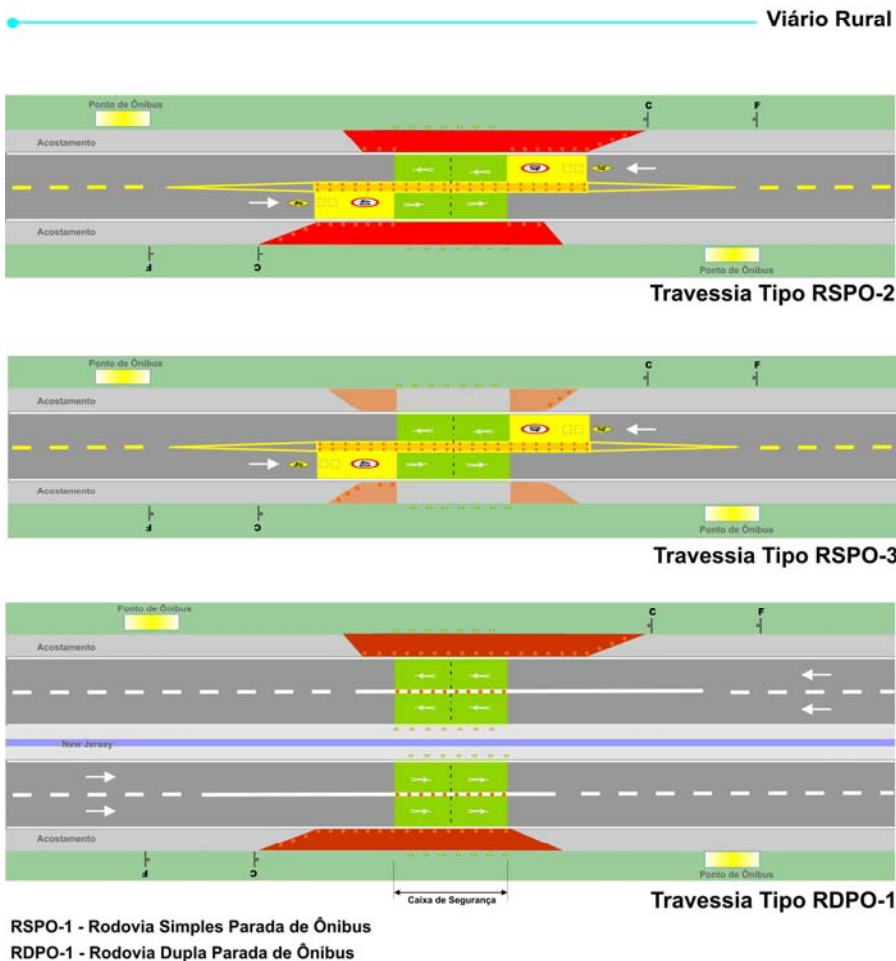 Viário Rural
Ponto de Ônibus
C
F
Acostamento
Acostamento
F
C
Ponto de Ônibus
Travessia Tipo RSPO-2
Ponto de Ônibus
C
F
Acostamento
Acostamento
F
C
Ponto de Ônibus
Travessia Tipo RSPO-3
Ponto de Ônibus
C
F
Acostamento
New Jersey
Acostamento
F
C
Ponto de Ônibus
Caixa de Segurança
Travessia Tipo RDPO-1
RSPO-1 - Rodovia Simples Parada de Ônibus
RDPO-1 - Rodovia Dupla Parada de Ônibus